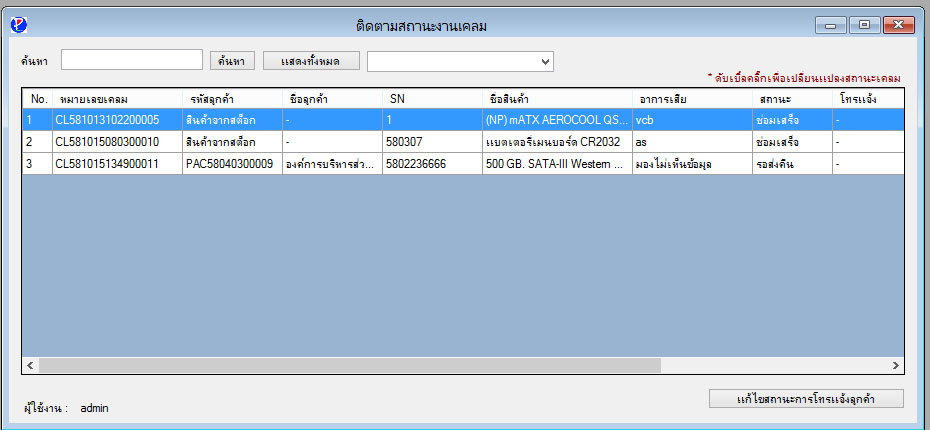 ติดตามสถานะงานเคลม
ค้นหา ค้นหา แสดงทั้งหมด
* ดับเบิ้ลคลิ๊กเพื่อเปลี่ยนแปลงสถานะเคลม
No. หมายเลขเคลม รหัสลูกค้า ชื่อลูกค้า SN ชื่อสินค้า อาการเสีย สถานะ โทรแจ้ง
1 CL581013102200005 สินค้าจากสต็อก - 1 (NP) mATX AEROCOOL QS... vcb ซ่อมเสร็จ -
2 CL581015080300010 สินค้าจากสต็อก - 580307 แบตเตอรี่เมนบอร์ด CR2032 as ซ่อมเสร็จ -
3 CL581015134900011 PAC58040300009 องค์การบริหารส่ว... 5802236666 500 GB. SATA-III Western ... มองไม่เห็นข้อมูล รอส่งคืน -
ผู้ใช้งาน : admin
แก้ไขสถานะการโทรแจ้งลูกค้า